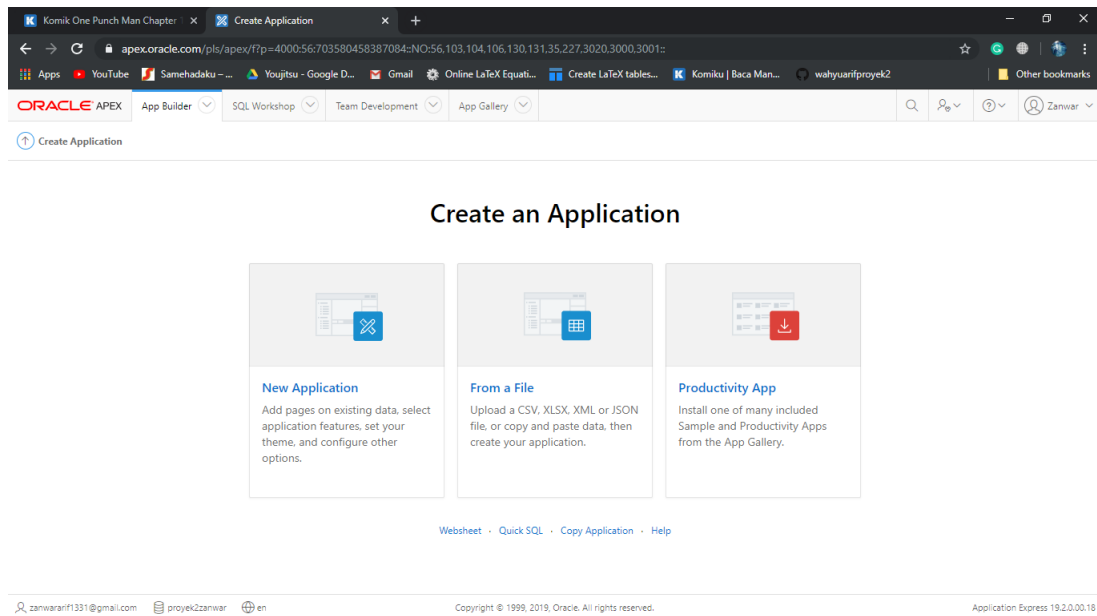 Komik One Punch Man Chapter
Create Application
apex.oracle.com/pls/apex/f?p=4000:56:703580458387084::NO:56,103,104,106,130,131,35,227,3020,3000,3001::
Apps YouTube Samehadaku – ... Youjitsu - Google D... Gmail Online LaTeX Equati... Create LaTeX tables... Komiku | Baca Man... wahyuarifproyek2 Other bookmarks
ORACLE APEX App Builder SQL Workshop Team Development App Gallery Zanwar
Create Application
Create an Application
New Application
Add pages on existing data, select
application features, set your
theme, and configure other
options.
From a File
Upload a CSV, XLSX, XML or JSON
file, or copy and paste data, then
create your application.
Productivity App
Install one of many included
Sample and Productivity Apps
from the App Gallery.
Websheet · Quick SQL · Copy Application · Help
zanwararif1331@gmail.com proyek2zanwar en Copyright © 1999, 2019, Oracle. All rights reserved. Application Express 19.2.0.00.18